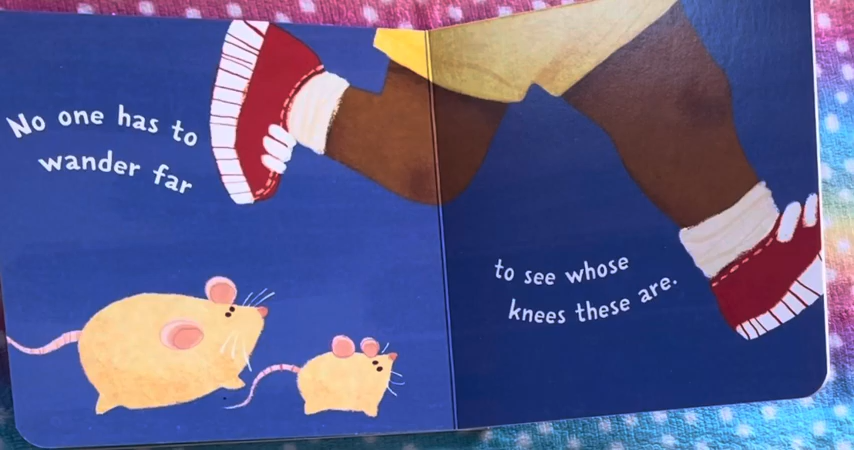 No one has to
wander far
to see whose
knees these are.